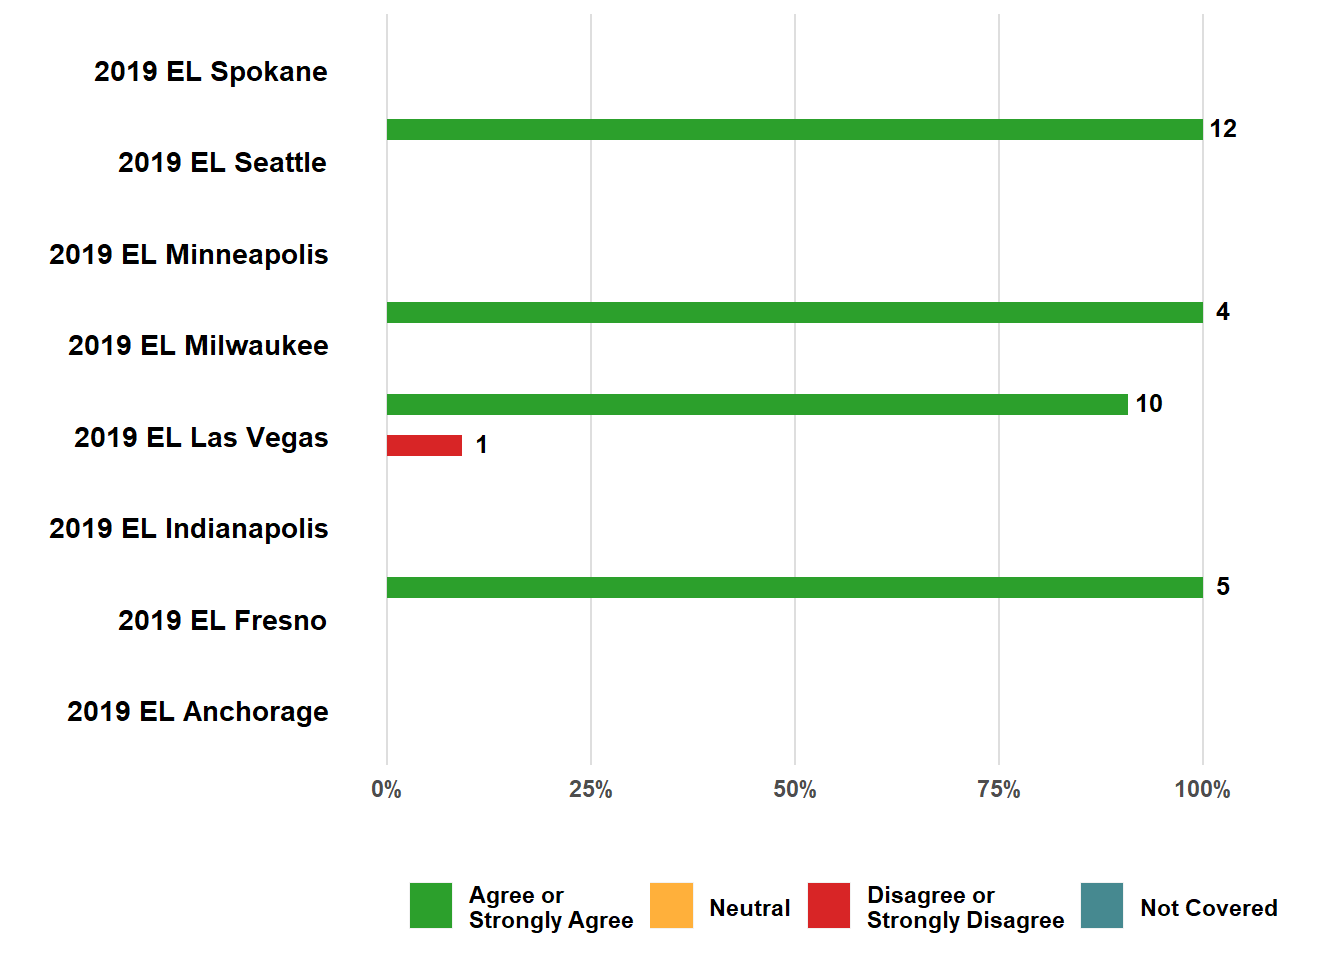 2019 EL Spokane
12
2019 EL Seattle
2019 EL Minneapolis
4
2019 EL Milwaukee
10
2019 EL Las Vegas
1
2019 EL Indianapolis
5
2019 EL Fresno
2019 EL Anchorage
0% 25% 50% 75% 100%
Agree or
Strongly Agree
Neutral
Disagree or
Strongly Disagree
Not Covered